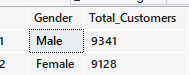 Gender Total_Customers
1 Male 9341
2 Female 9128